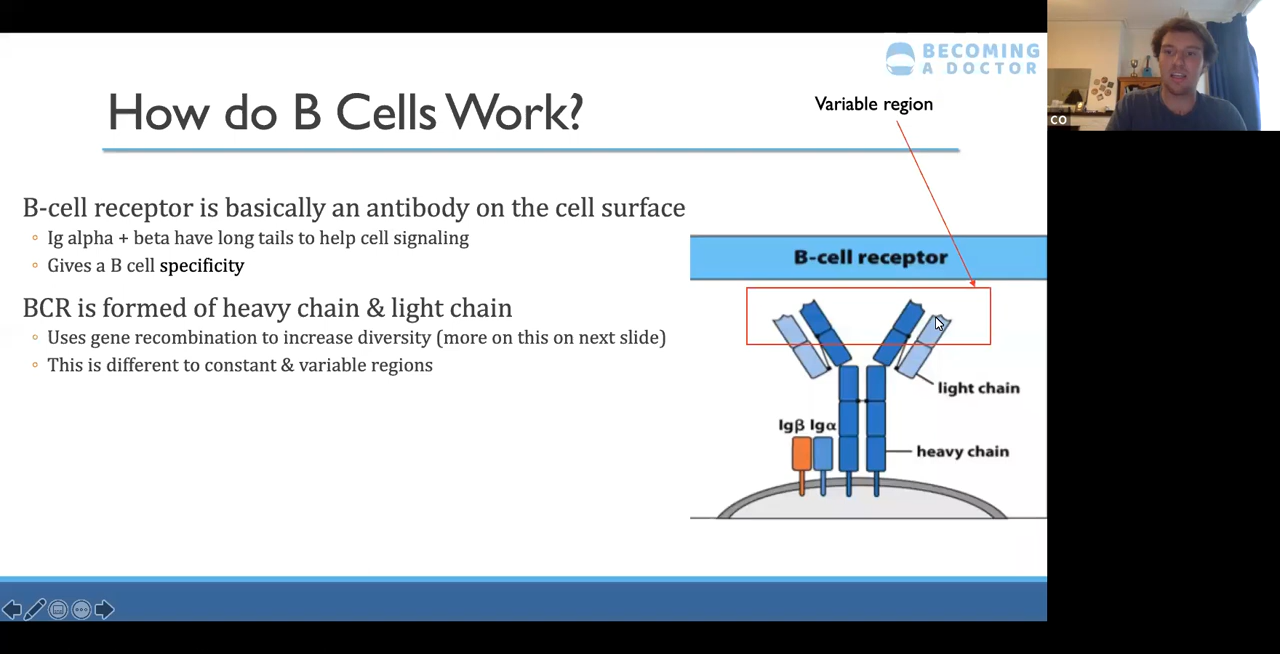 BECOMING
A DOCTOR
How do B Cells Work?
Variable region
CO
B-cell receptor is basically an antibody on the cell surface
◦ Ig alpha + beta have long tails to help cell signaling
◦ Gives a B cell specificity
BCR is formed of heavy chain & light chain
◦ Uses gene recombination to increase diversity (more on this on next slide)
◦ This is different to constant & variable regions
B-cell receptor
light chain
Igβ Igα
heavy chain